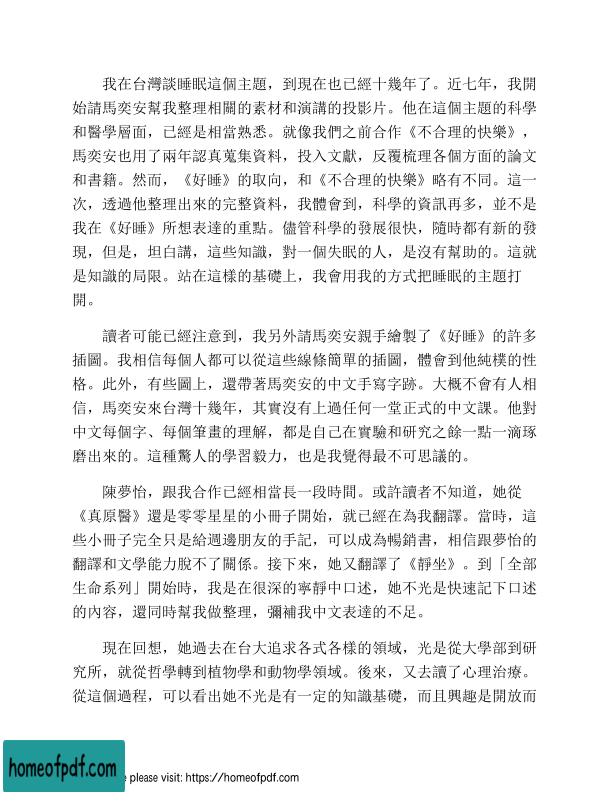 我在台灣談睡眠這個主題，到現在也已經十幾年了。近七年，我開
始請馬奕安幫我整理相關的素材和演講的投影片。他在這個主題的科學
和醫學層面，已經是相當熟悉。就像我們之前合作《不合理的快樂》，
馬奕安也用了兩年認真蒐集資料，投入文獻，反覆梳理各個方面的論文
和書籍。然而，《好睡》的取向，和《不合理的快樂》略有不同。這一
次，透過他整理出來的完整資料，我體會到，科學的資訊再多，並不是
我在《好睡》所想表達的重點。儘管科學的發展很快，隨時都有新的發
現，但是，坦白講，這些知識，對一個失眠的人，是沒有幫助的。這就
是知識的局限。站在這樣的基礎上，我會用我的方式把睡眠的主題打
開。
讀者可能已經注意到，我另外請馬奕安親手繪製了《好睡》的許多
插圖。我相信每個人都可以從這些線條簡單的插圖，體會到他純樸的性
格。此外，有些圖上，還帶著馬奕安的中文手寫字跡。大概不會有人相
信，馬奕安來台灣十幾年，其實沒有上過任何一堂正式的中文課。他對
中文每個字、每個筆畫的理解，都是自己在實驗和研究之餘一點一滴琢
磨出來的。這種驚人的學習毅力，也是我覺得最不可思議的。
陳夢怡，跟我合作已經相當長一段時間。或許讀者不知道，她從
《真原醫》還是零零星星的小冊子開始，就已經在為我翻譯。當時，這
些小冊子完全只是給週邊朋友的手記，可以成為暢銷書，相信跟夢怡的
翻譯和文學能力脫不了關係。接下來，她又翻譯了《靜坐》。到「全部
生命系列」開始時，我是在很深的寧靜中口述，她不光是快速記下口述
的內容，還同時幫我做整理，彌補我中文表達的不足。
現在回想，她過去在台大追求各式各樣的領域，光是從大學部到研
究所，就從哲學轉到植物學和動物學領域。後來，又去讀了心理治療。
從這個過程，可以看出她不光是有一定的知識基礎，而且興趣是開放而
homeofpdf.com
please visit: https://homeofpdf.com